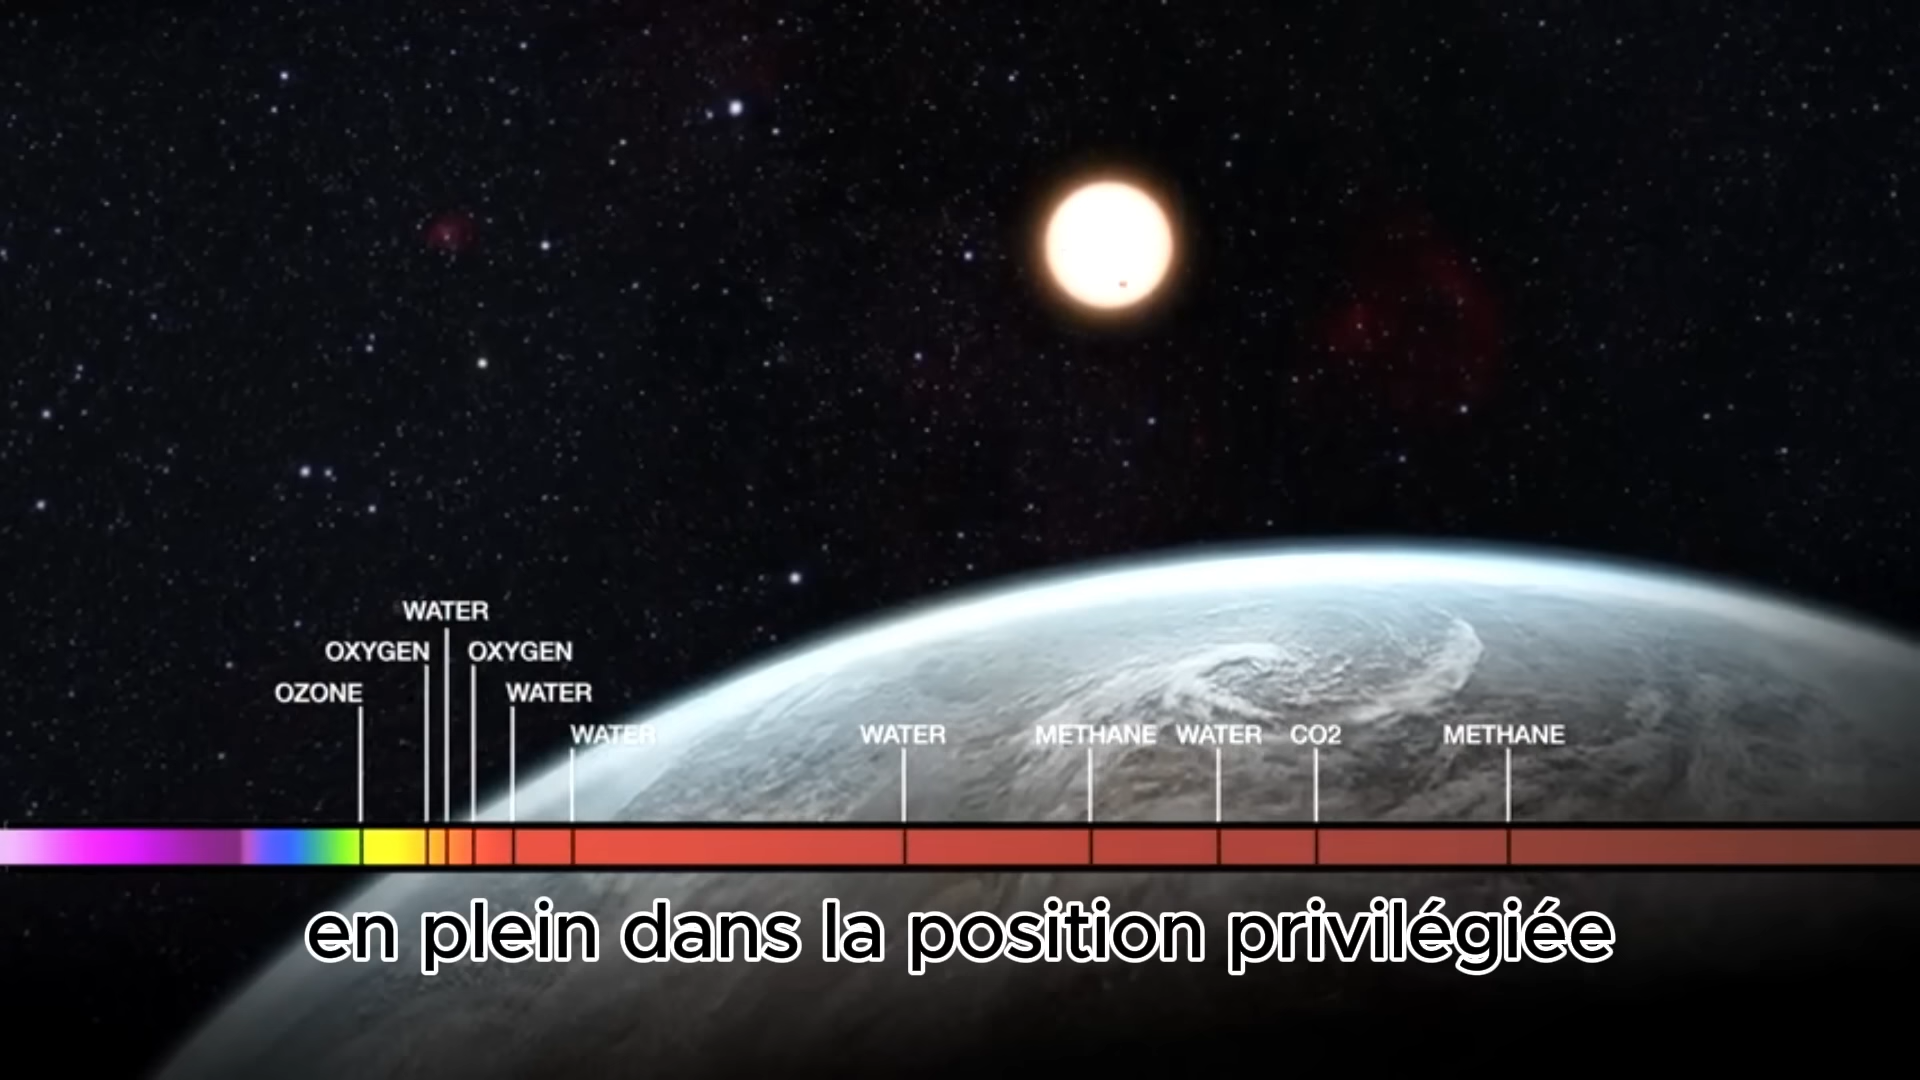 WATER
OXYGEN OXYGEN
OZONE WATER
WATER WATER METHANE WATER CO2 METHANE
en plein dans la position privilégiée